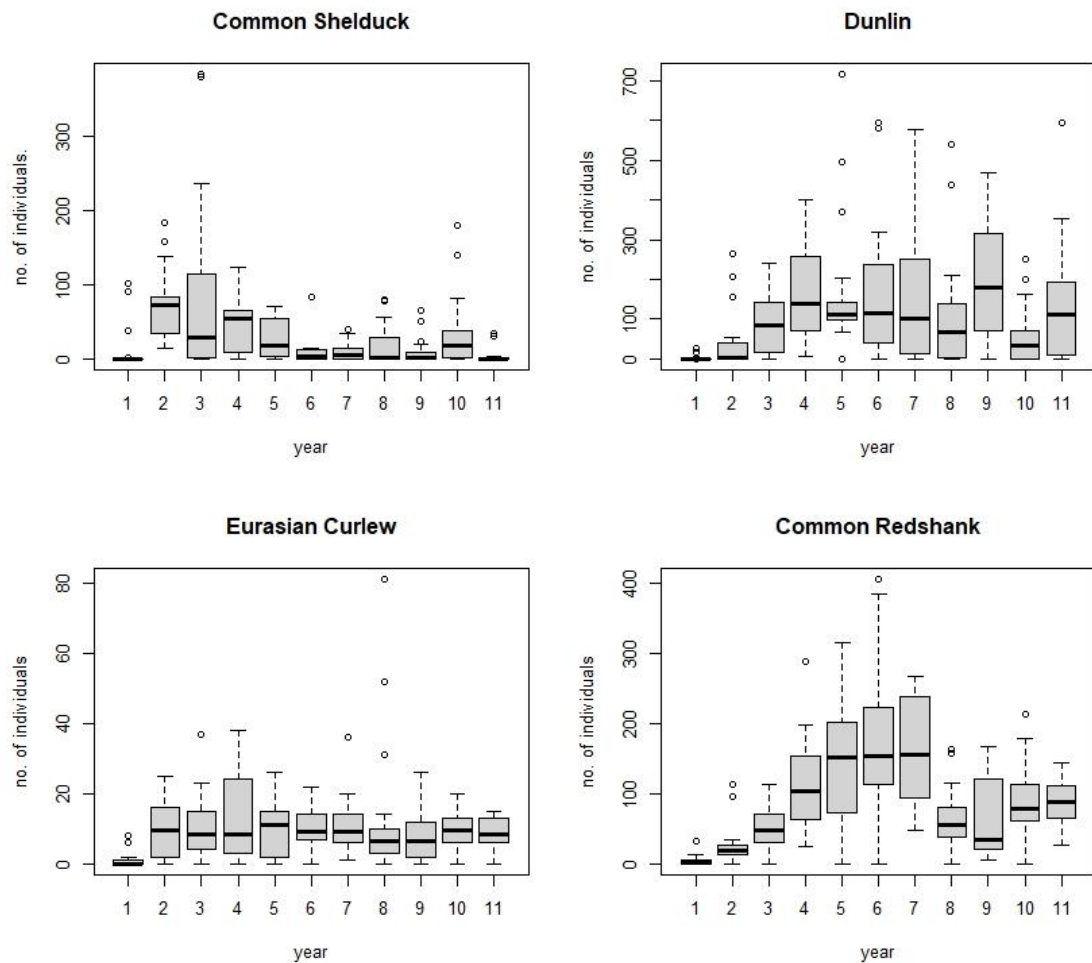 Common Shelduck
no. of individuals.
300
200
100
0
1 2 3 4 5 6 7 8 9 10 11
year
Dunlin
no. of individuals
700
500
300
100
0
1 2 3 4 5 6 7 8 9 10 11
year
Eurasian Curlew
no. of individuals
80
60
40
20
0
1 2 3 4 5 6 7 8 9 10 11
year
Common Redshank
no. of individuals
400
300
200
100
0
1 2 3 4 5 6 7 8 9 10 11
year